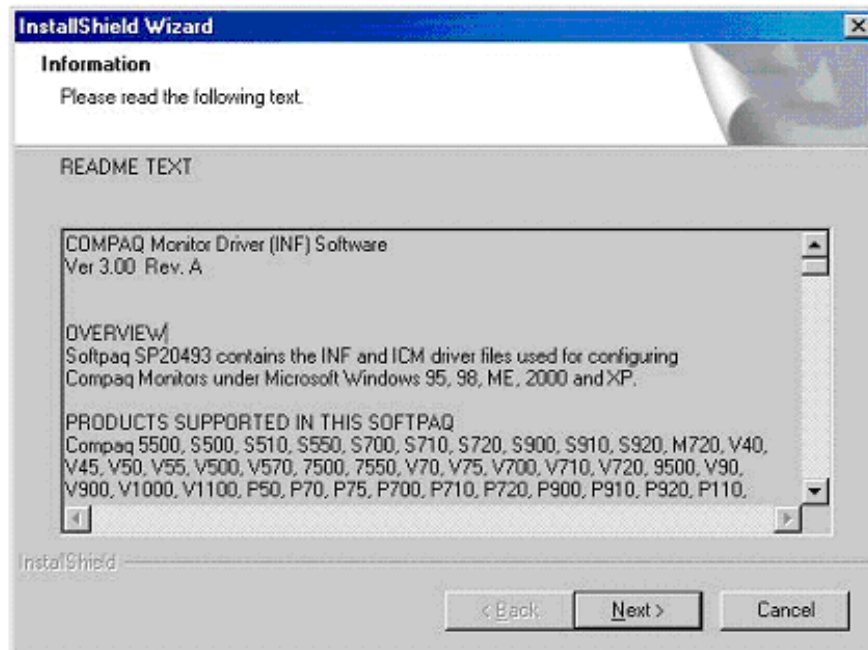 InstallShield Wizard
Information
Please read the following text.
README TEXT
COMPAQ Monitor Driver (INF) Software
Ver 3.00 Rev. A
OVERVIEW
Softpaq SP20493 contains the INF and ICM driver files used for configuring
Compaq Monitors under Microsoft Windows 95, 98, ME, 2000 and XP.
PRODUCTS SUPPORTED IN THIS SOFTPAQ
Compaq 5500, S500, S510, S550, S700, S710, S720, S900, S910, S920, M720, V40,
V45, V50, V55, V500, V570, 7500, 7550, V70, V75, V700, V710, V720, 9500, V90,
V900, V1000, V1100, P50, P70, P75, P700, P710, P720, P900, P910, P920, P110,
InstallShield
< Back
Next >
Cancel